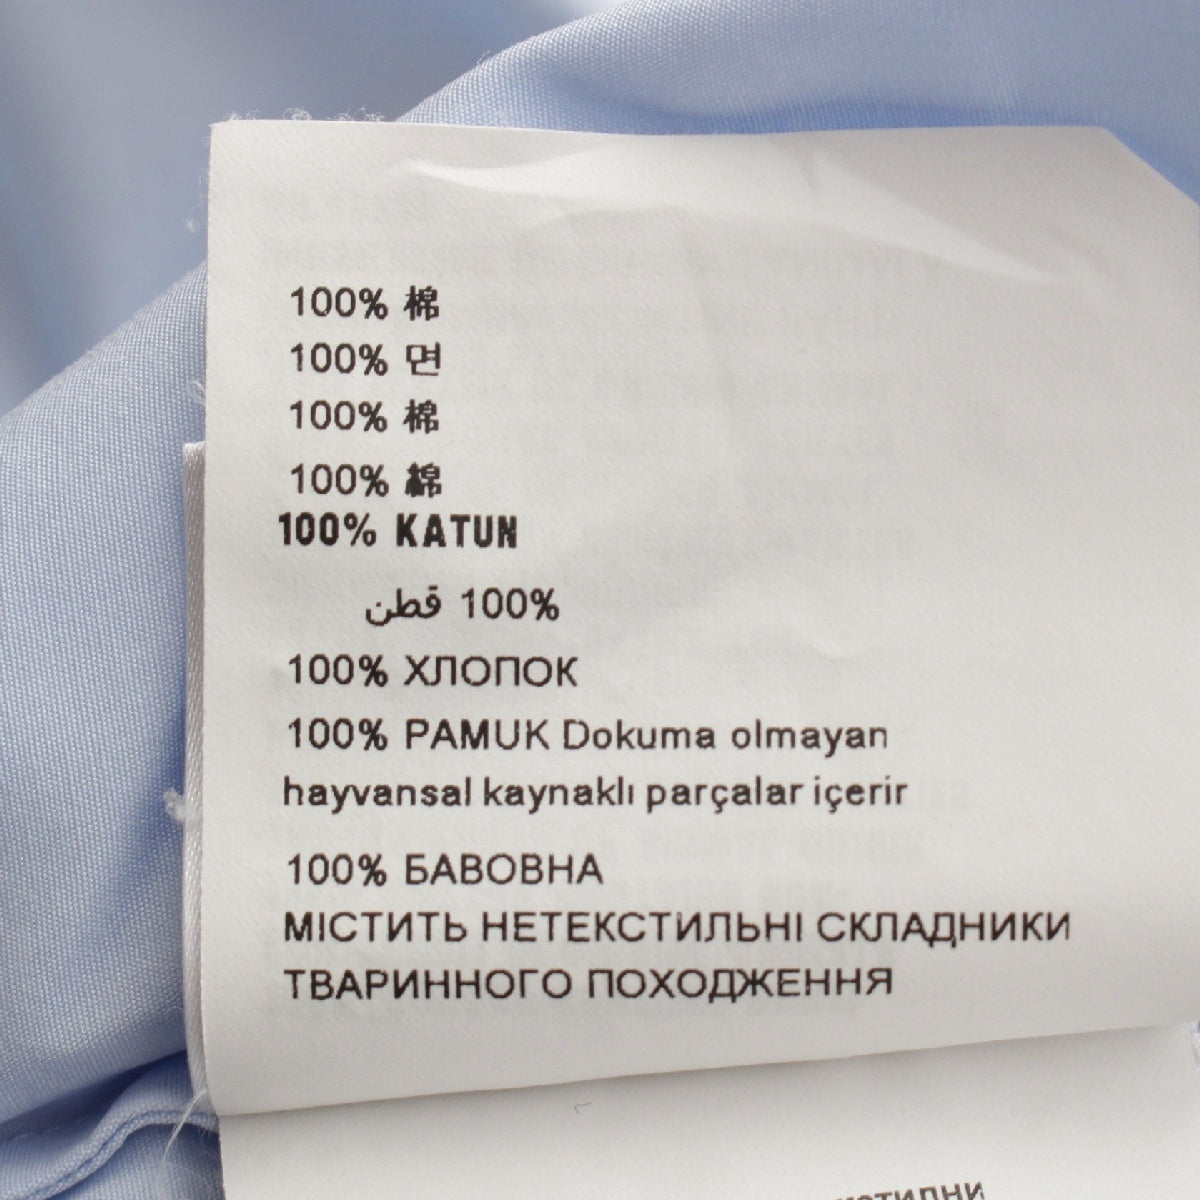 100% 棉
100% 면
100% 棉
100% 綿
100% KATUN
100% قطن
100% ХЛОПОК
100% PAMUK Dokuma olmayan
hayvansal kaynaklı parçalar içerir
100% БАВОВНА
МІСТИТЬ НЕТЕКСТИЛЬНІ СКЛАДНИКИ
ТВАРИННОГО ПОХОДЖЕННЯ